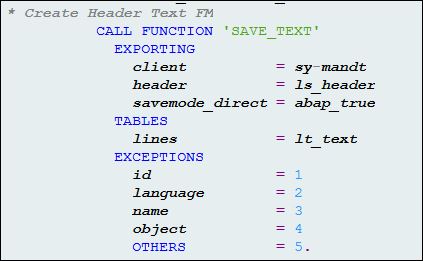 * Create Header Text FM
CALL FUNCTION 'SAVE_TEXT'
EXPORTING
client = sy-mandt
header = ls_header
savemode_direct = abap_true
TABLES
lines = lt_text
EXCEPTIONS
id = 1
language = 2
name = 3
object = 4
OTHERS = 5.